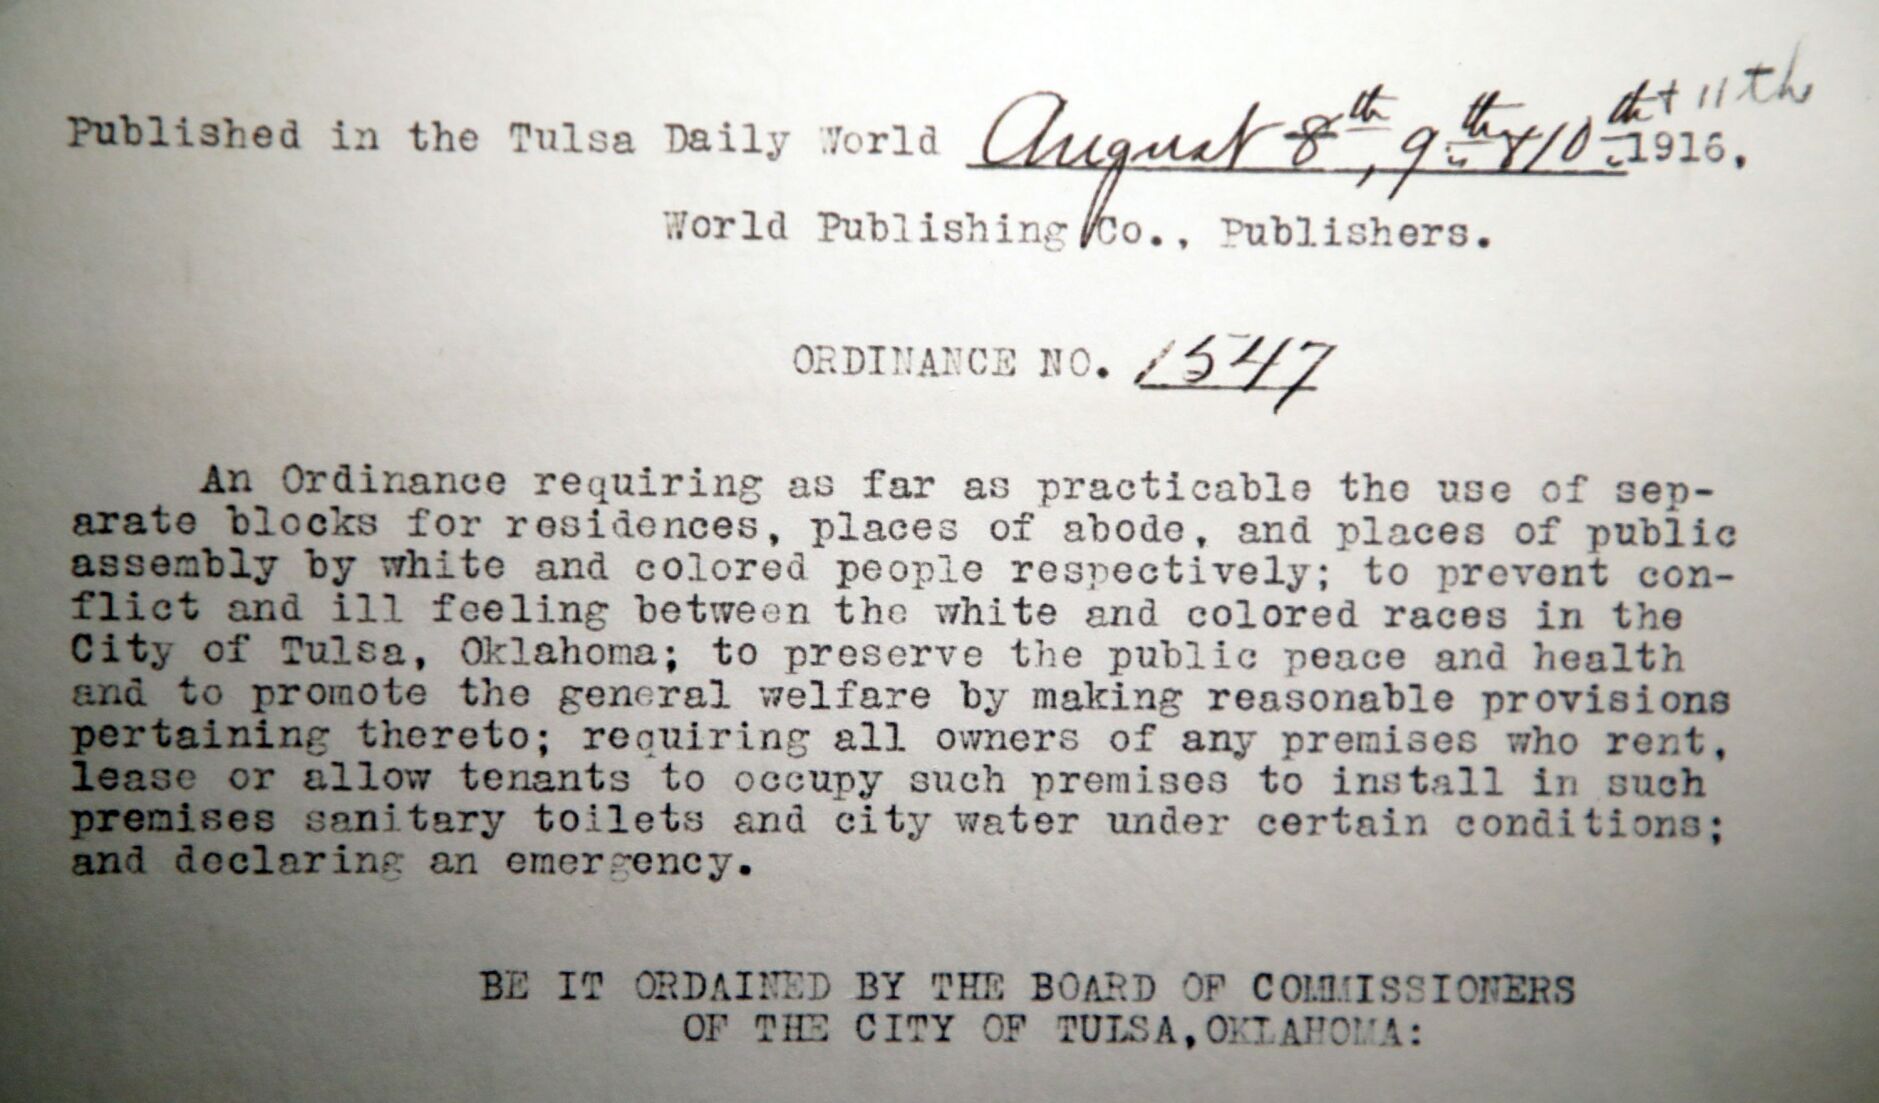 Published in the Tulsa Daily World August 8th, 9th & 10th + 11th 1916.
World Publishing Co., Publishers.
ORDINANCE NO. 1547
An Ordinance requiring as far as practicable the use of sep-
arate blocks for residences, places of abode, and places of public
assembly by white and colored people respectively; to prevent con-
flict and ill feeling between the white and colored races in the
City of Tulsa, Oklahoma; to preserve the public peace and health
and to promote the general welfare by making reasonable provisions
pertaining thereto; requiring all owners of any premises who rent,
lease or allow tenants to occupy such premises to install in such
premises sanitary toilets and city water under certain conditions;
and declaring an emergency.
BE IT ORDAINED BY THE BOARD OF COMMISSIONERS
OF THE CITY OF TULSA, OKLAHOMA: